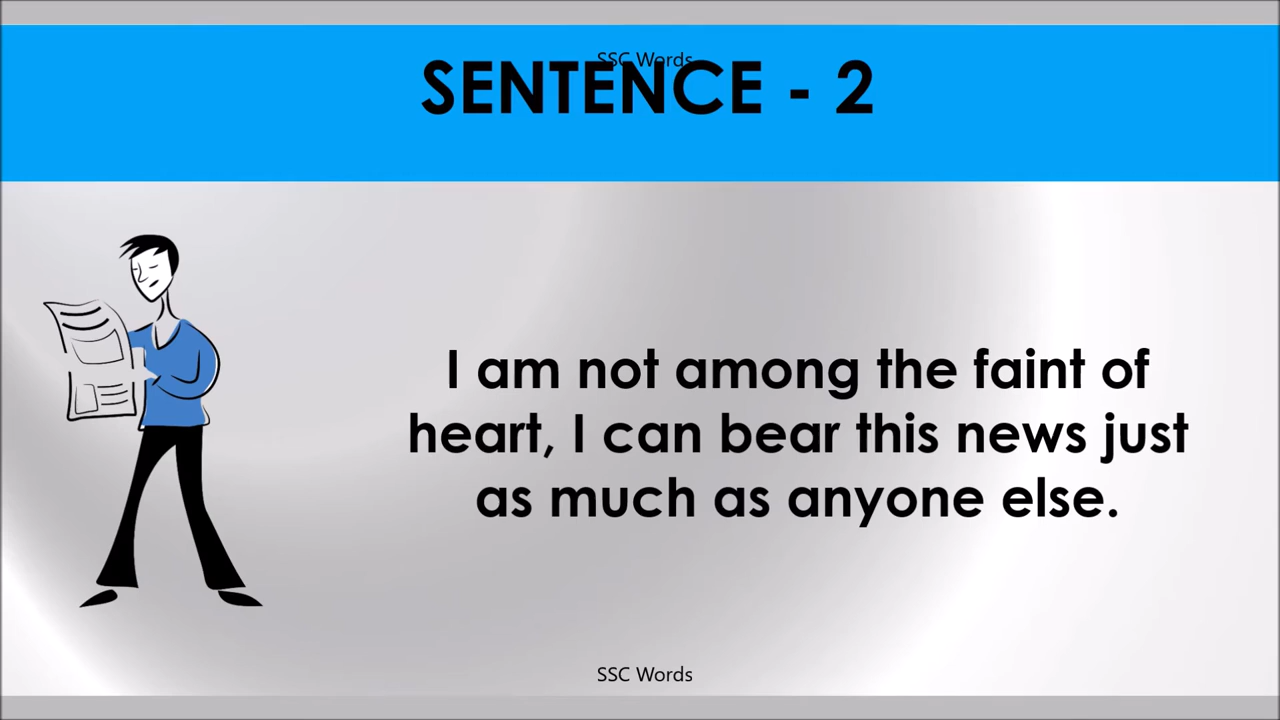 SSC Words
SENTENCE - 2
I am not among the faint of
heart, I can bear this news just
as much as anyone else.
SSC Words